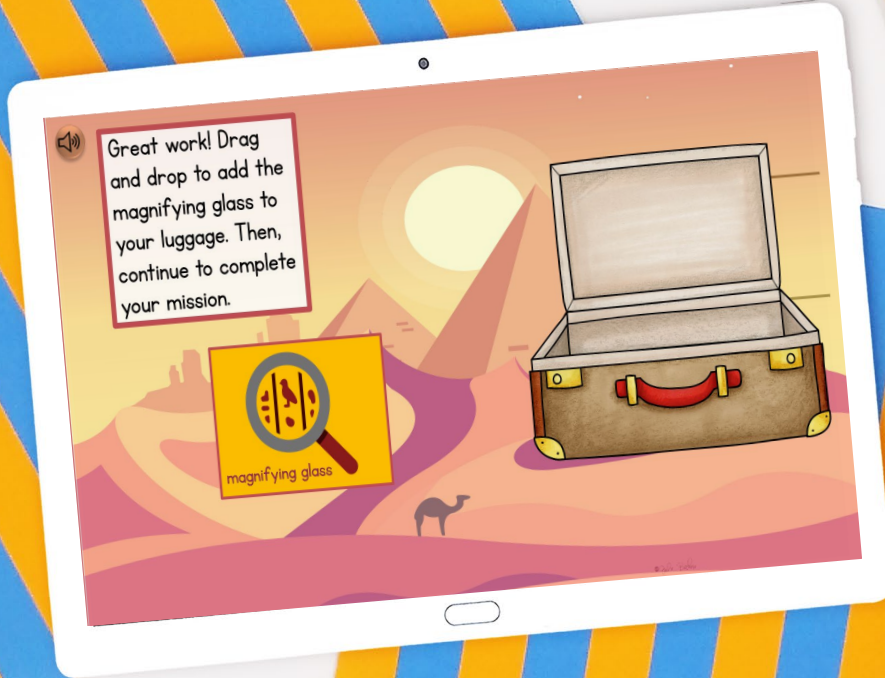 Great work! Drag
and drop to add the
magnifying glass to
your luggage. Then,
continue to complete
your mission.
magnifying glass